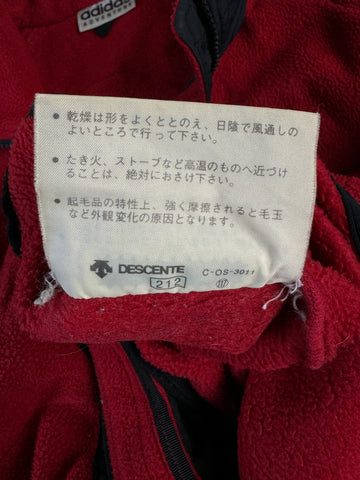 adidas
ADVENTURE
• 乾燥は形をよくととのえ、日陰で風通しの
よいところで行って下さい。
• たき火、ストーブなど高温のものへ近づけ
ることは、絶対におさけ下さい。
• 起毛品の特性上、強く摩擦されると毛玉
など外観変化の原因となります。
DESCENTE C-OS-3011
212